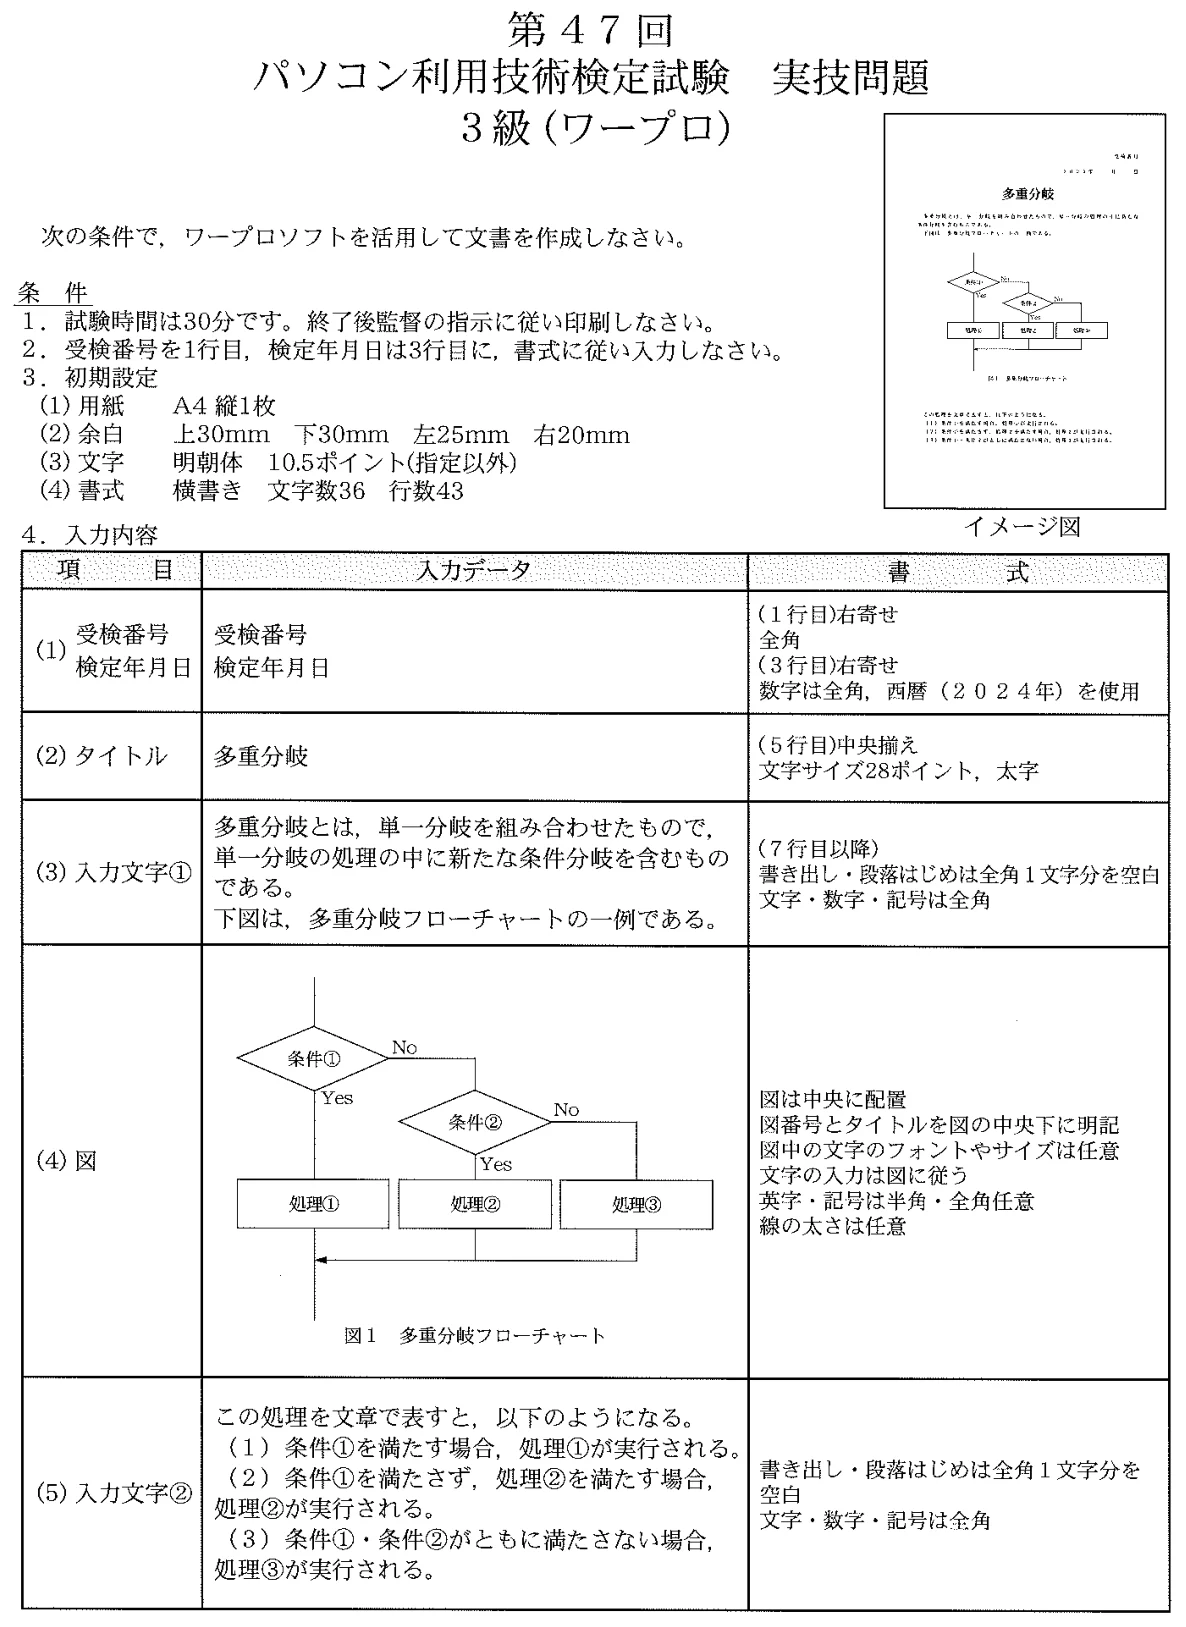 第４７回
パソコン利用技術検定試験　実技問題
３級(ワープロ)
次の条件で，ワープロソフトを活用して文書を作成しなさい。
条　件
１．試験時間は30分です。終了後監督の指示に従い印刷しなさい。
２．受検番号を1行目，検定年月日は3行目に，書式に従い入力しなさい。
３．初期設定
(1) 用紙　　A4 縦1枚
(2) 余白　　上30mm　下30mm　左25mm　右20mm
(3) 文字　　明朝体　10.5ポイント(指定以外)
(4) 書式　　横書き　文字数36　行数43
多重分岐
条件①
No
Yes
条件②
No
Yes
処理①
処理②
処理③
図１　多重分岐フローチャート
イメージ図
４．入力内容
項　目
入力データ
書　式
(1)
受検番号
検定年月日
受検番号
検定年月日
(１行目)右寄せ
全角
(３行目)右寄せ
数字は全角，西暦（２０２４年）を使用
(2) タイトル
多重分岐
(５行目)中央揃え
文字サイズ28ポイント，太字
(3) 入力文字①
多重分岐とは，単一分岐を組み合わせたもので，
単一分岐の処理の中に新たな条件分岐を含むもの
である。
下図は，多重分岐フローチャートの一例である。
(７行目以降)
書き出し・段落はじめは全角１文字分を空白
文字・数字・記号は全角
(4) 図
条件①
No
Yes
条件②
No
Yes
処理①
処理②
処理③
図１　多重分岐フローチャート
図は中央に配置
図番号とタイトルを図の中央下に明記
図中の文字のフォントやサイズは任意
文字の入力は図に従う
英字・記号は半角・全角任意
線の太さは任意
(5) 入力文字②
この処理を文章で表すと，以下のようになる。
（１）条件①を満たす場合，処理①が実行される。
（２）条件①を満たさず，処理②を満たす場合，
処理②が実行される。
（３）条件①・条件②がともに満たさない場合，
処理③が実行される。
書き出し・段落はじめは全角１文字分を
空白
文字・数字・記号は全角